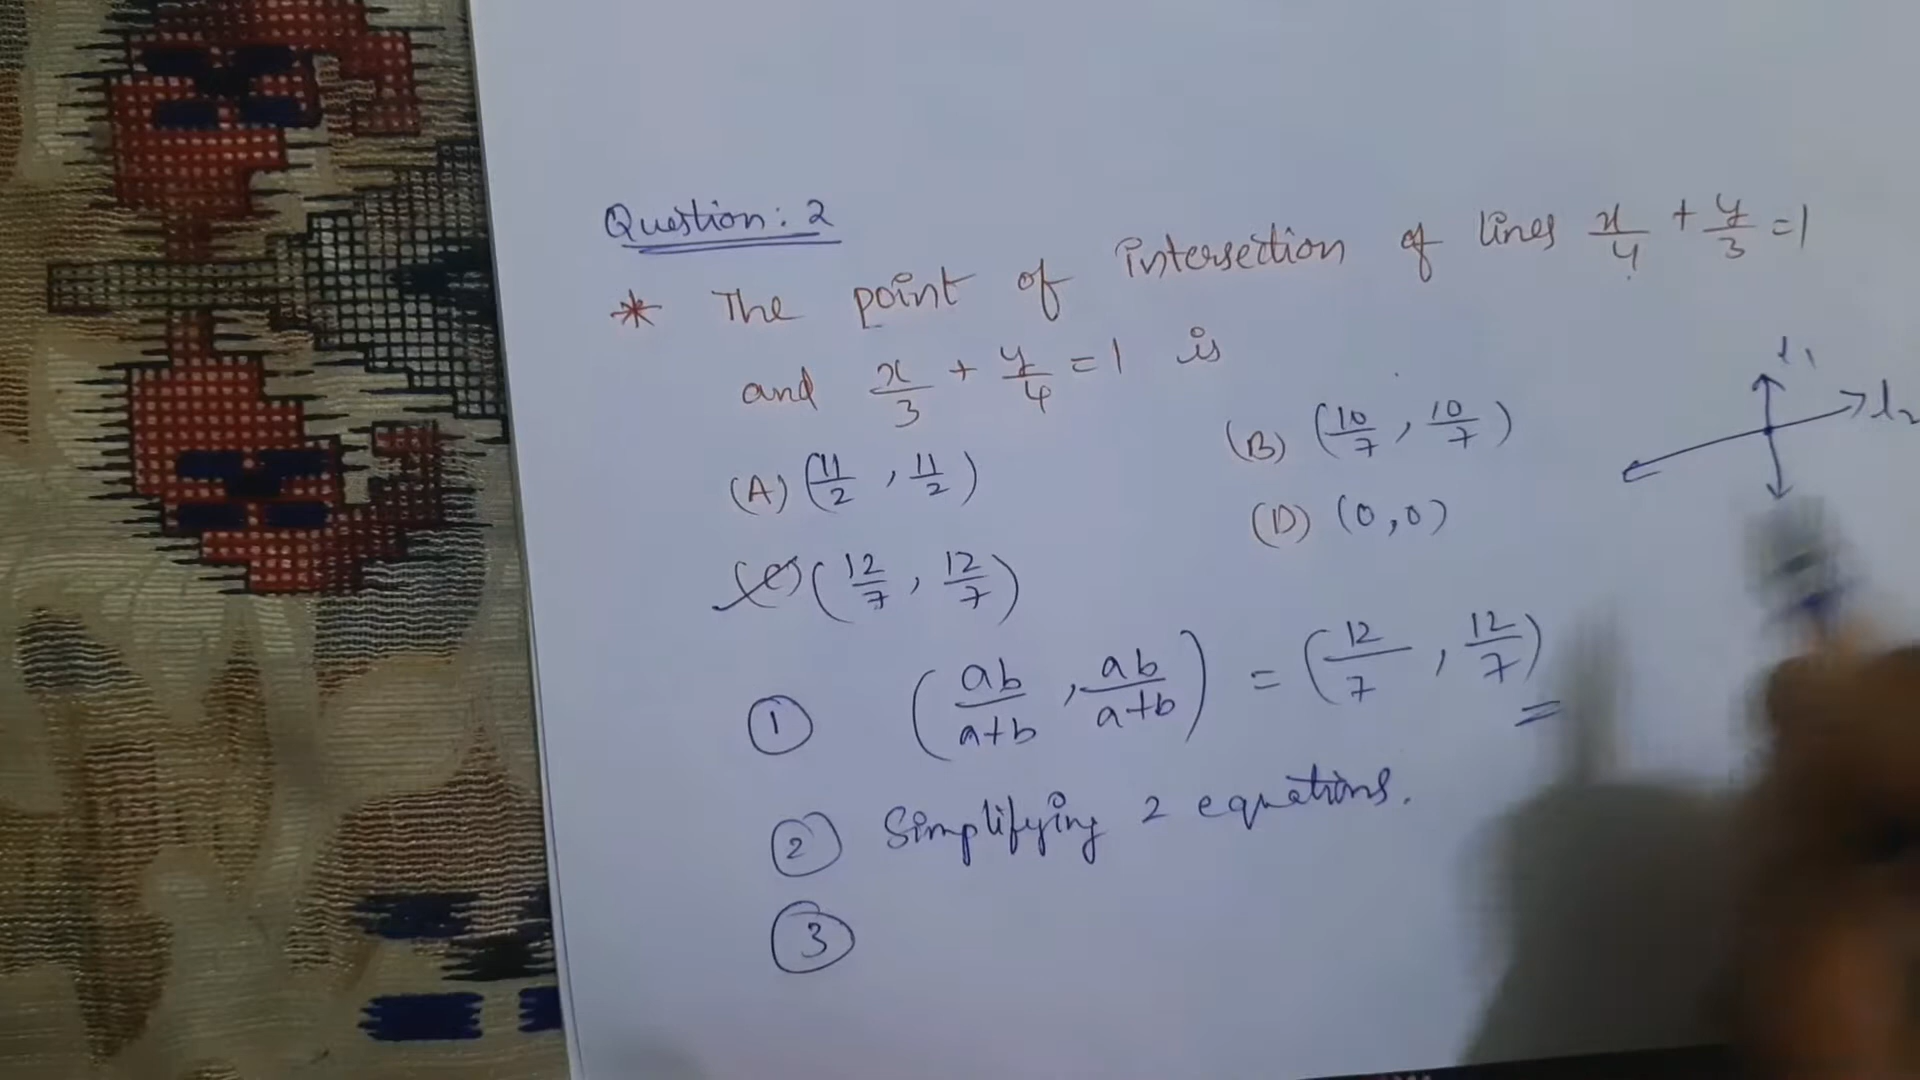 Question: 2
* The point of intersection of lines x/4 + y/3 = 1
and x/3 + y/4 = 1 is
(A) (11/2, 11/2) (B) (10/7, 10/7)
(C) (12/7, 12/7) (D) (0,0)
l1
l2
① (ab/a+b, ab/a+b) = (12/7, 12/7)
② Simplifying 2 equations.
③